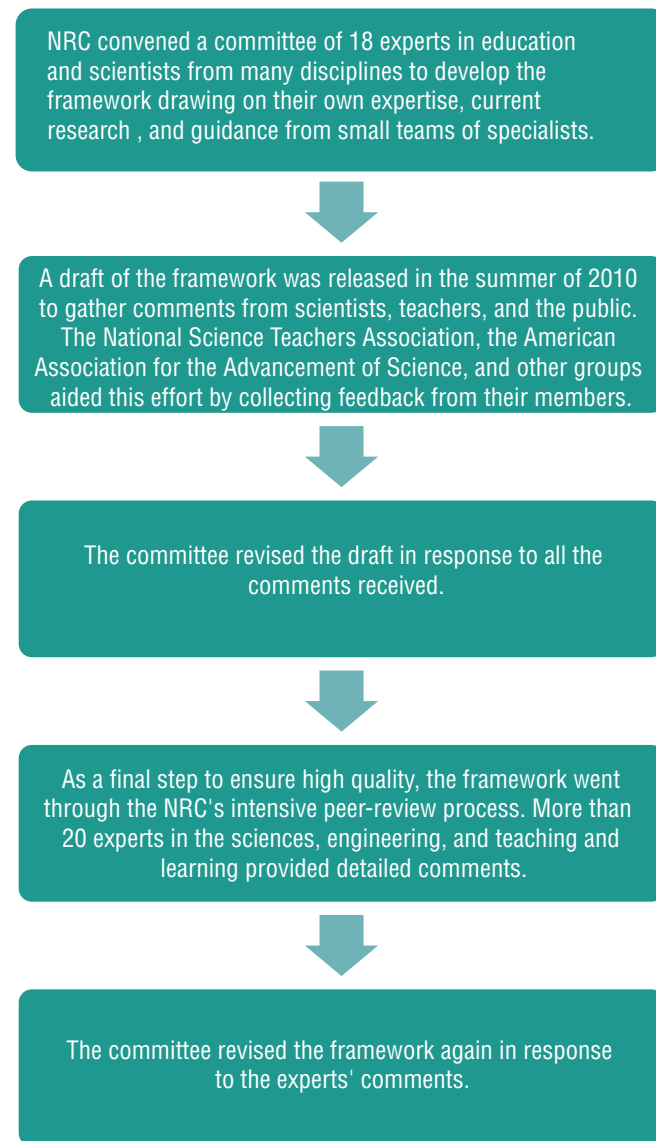 NRC convened a committee of 18 experts in education
and scientists from many disciplines to develop the
framework drawing on their own expertise, current
research , and guidance from small teams of specialists.
A draft of the framework was released in the summer of 2010
to gather comments from scientists, teachers, and the public.
The National Science Teachers Association, the American
Association for the Advancement of Science, and other groups
aided this effort by collecting feedback from their members.
The committee revised the draft in response to all the
comments received.
As a final step to ensure high quality, the framework went
through the NRC's intensive peer-review process. More than
20 experts in the sciences, engineering, and teaching and
learning provided detailed comments.
The committee revised the framework again in response
to the experts' comments.